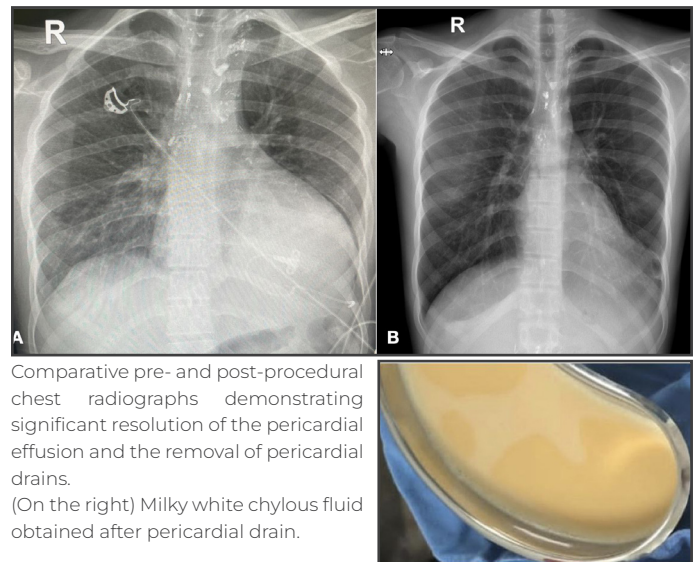 R
R
A
B
Comparative pre- and post-procedural
chest radiographs demonstrating
significant resolution of the pericardial
effusion and the removal of pericardial
drains.
(On the right) Milky white chylous fluid
obtained after pericardial drain.